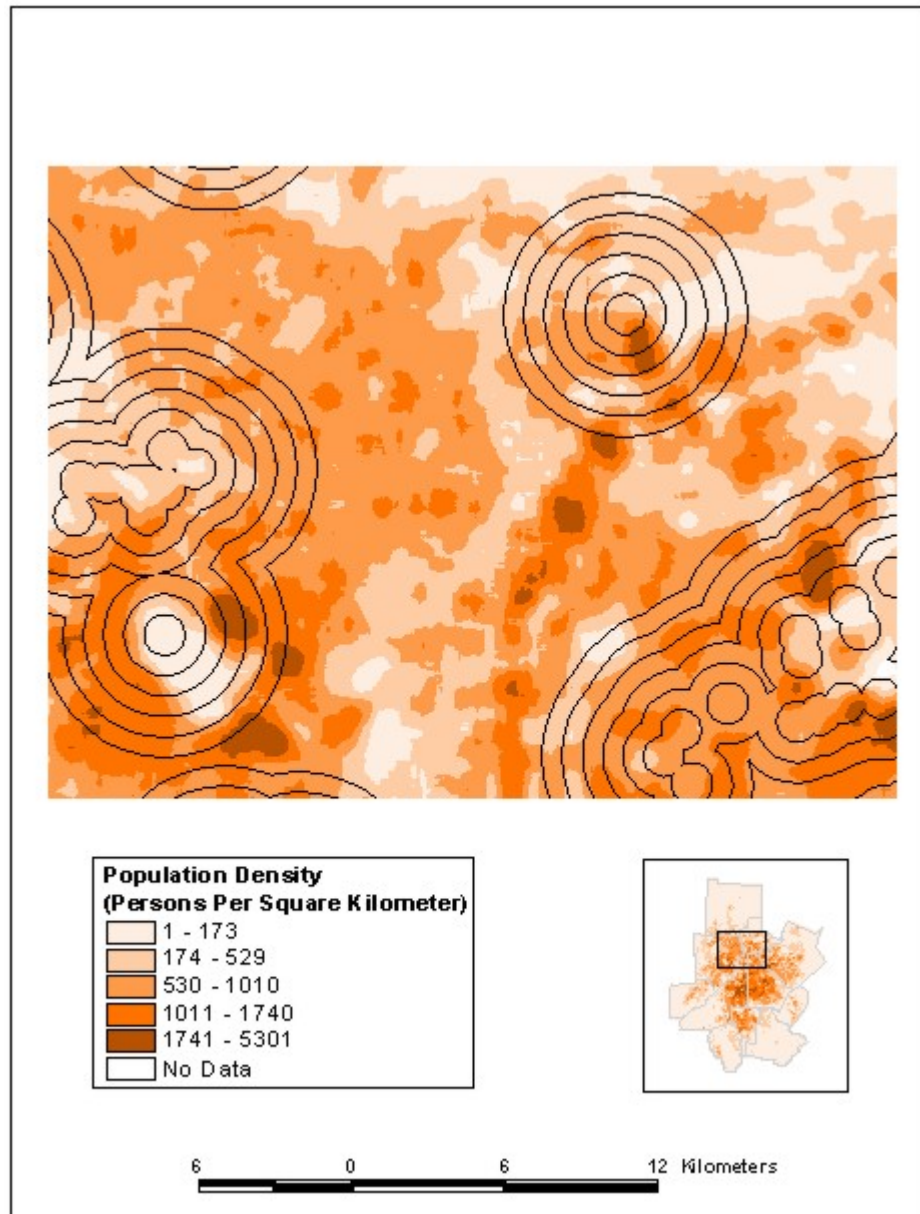 Population Density
(Persons Per Square Kilometer)
1 - 173
174 - 529
530 - 1010
1011 - 1740
1741 - 5301
No Data
6 0 6 12 Kilometers